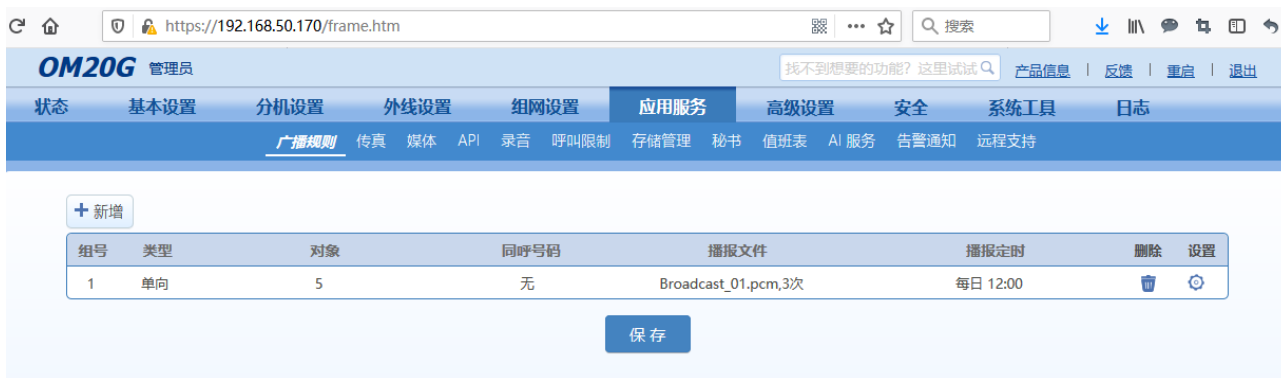 https://192.168.50.170/frame.htm 搜索
OM20G 管理员 找不到想要的功能？这里试试 产品信息 | 反馈 | 重启 | 退出
状态 基本设置 分机设置 外线设置 组网设置 应用服务 高级设置 安全 系统工具 日志
广播规则 传真 媒体 API 录音 呼叫限制 存储管理 秘书 值班表 AI 服务 告警通知 远程支持
+ 新增
组号 类型 对象 同呼号码 播报文件 播报定时 删除 设置
1 单向 5 无 Broadcast_01.pcm,3次 每日 12:00
保存